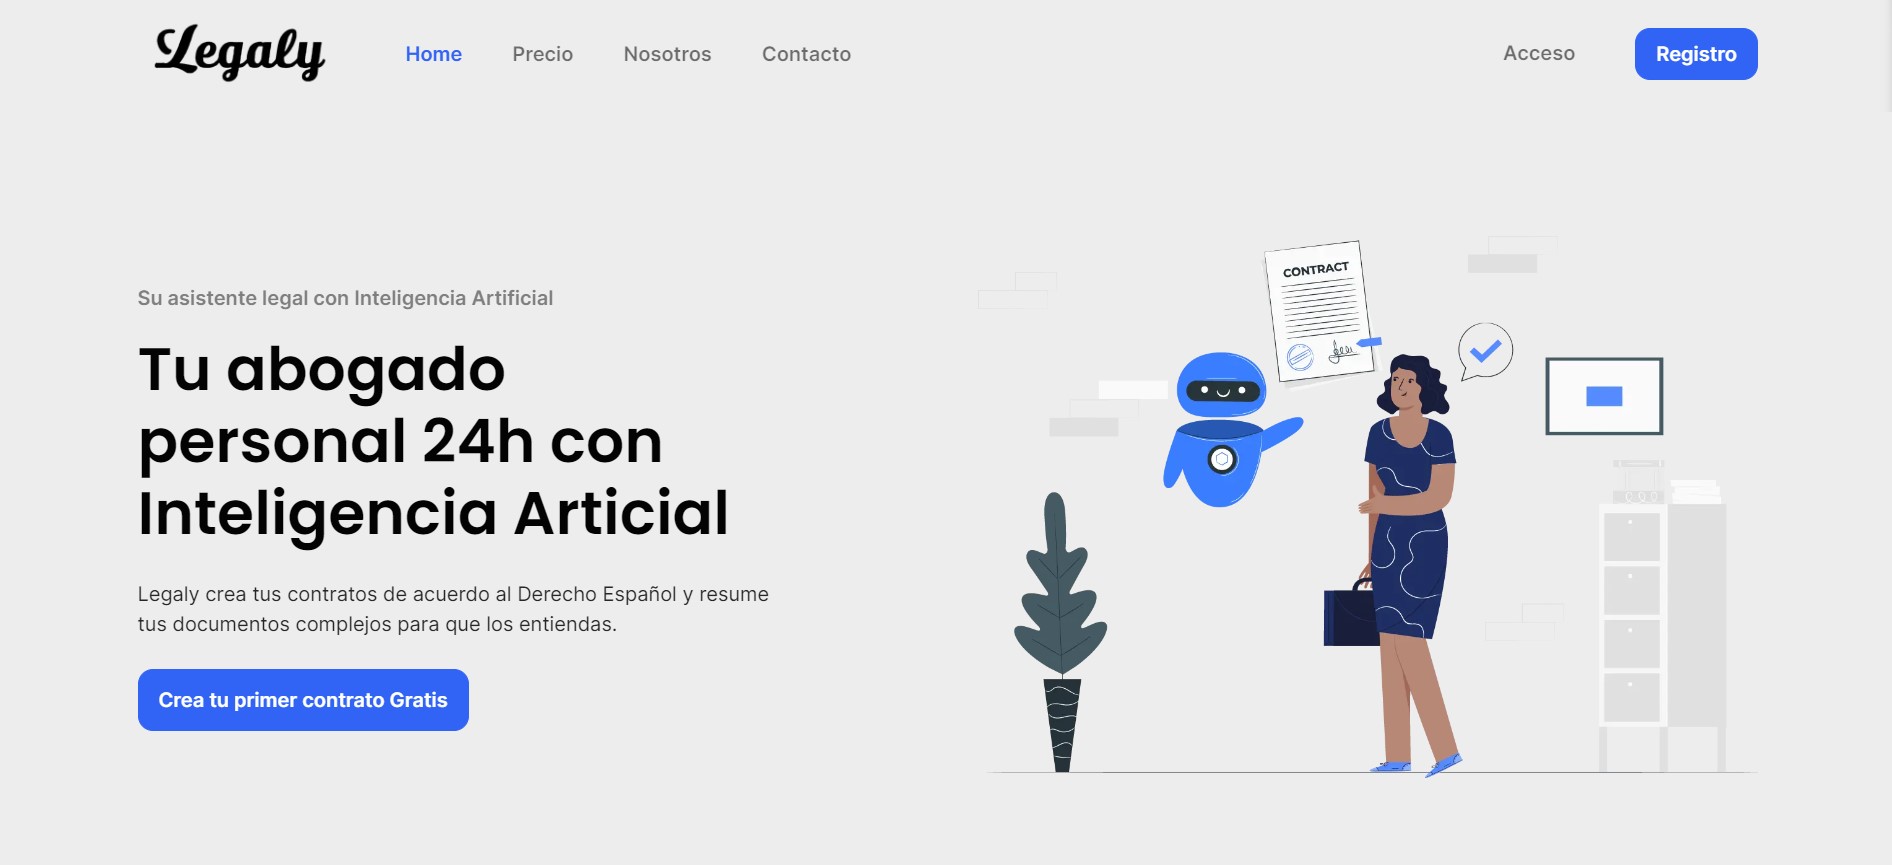 Legaly
Home
Precio
Nosotros
Contacto
Acceso
Registro
Su asistente legal con Inteligencia Artificial
Tu abogado
personal 24h con
Inteligencia Articial
Legaly crea tus contratos de acuerdo al Derecho Español y resume
tus documentos complejos para que los entiendas.
Crea tu primer contrato Gratis
CONTRACT